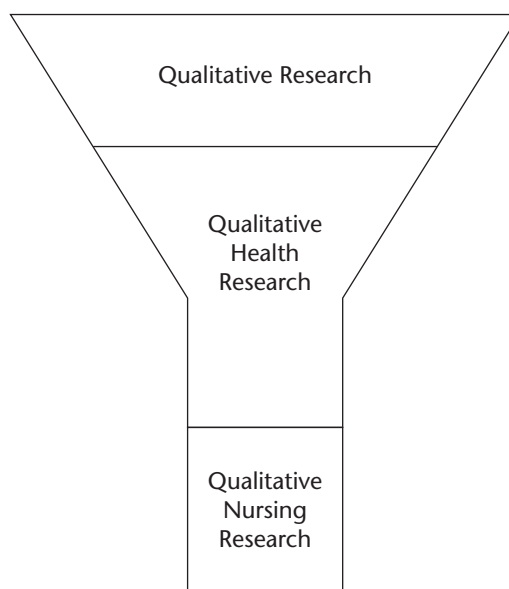 Qualitative Research
Qualitative
Health
Research
Qualitative
Nursing
Research